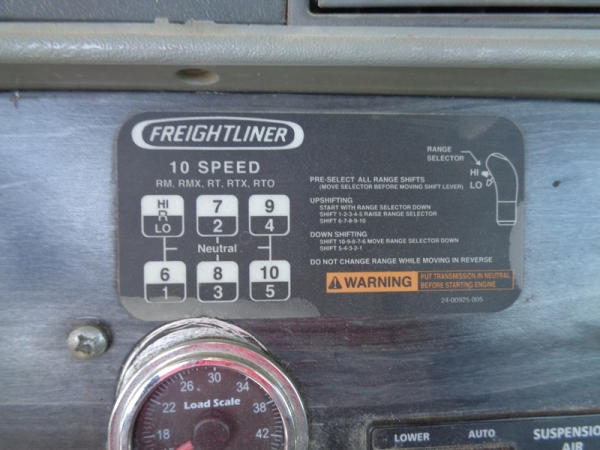 FREIGHTLINER
10 SPEED
RM, RMX, RT, RTX, RTO
HI
R
LO
7
2
9
4
Neutral
6
1
8
3
10
5
RANGE
SELECTOR
HI
LO
PRE-SELECT ALL RANGE SHIFTS
(MOVE SELECTOR BEFORE MOVING SHIFT LEVER)
UPSHIFTING
START WITH RANGE SELECTOR DOWN
SHIFT 1-2-3-4-5 RAISE RANGE SELECTOR
SHIFT 6-7-8-9-10
DOWN SHIFTING
SHIFT 10-9-8-7-6 MOVE RANGE SELECTOR DOWN
SHIFT 5-4-3-2-1
DO NOT CHANGE RANGE WHILE MOVING IN REVERSE
WARNING
PUT TRANSMISSION IN NEUTRAL
BEFORE STARTING ENGINE
24-00925-005
18 22 26 30 34 38 42
Load Scale
LOWER AUTO SUSPENSIO
AIR